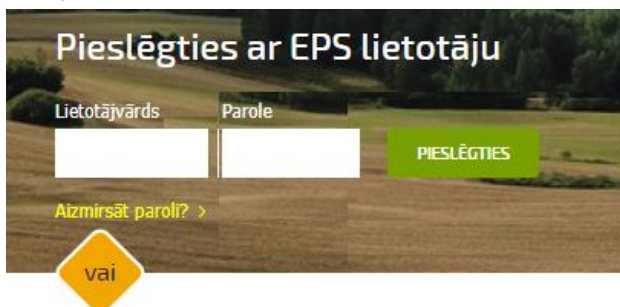 Pieslēgties ar EPS lietotāju
Lietotājvārds Parole
PIESLĒGTIES
Aizmirsāt paroli? >
vai